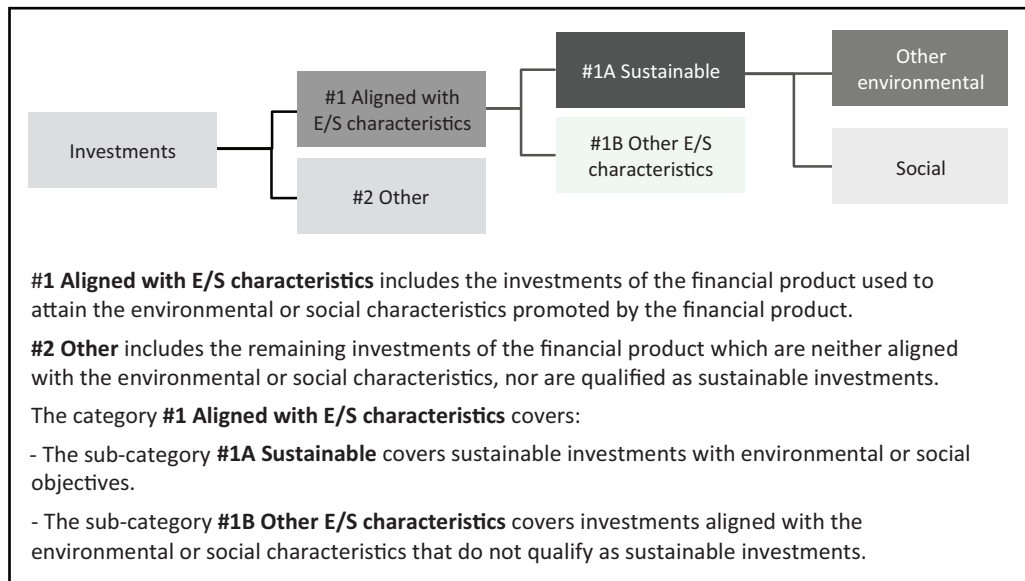 Investments
#1 Aligned with
E/S characteristics
#2 Other
#1A Sustainable
#1B Other E/S
characteristics
Other
environmental
Social
#1 Aligned with E/S characteristics includes the investments of the financial product used to
attain the environmental or social characteristics promoted by the financial product.
#2 Other includes the remaining investments of the financial product which are neither aligned
with the environmental or social characteristics, nor are qualified as sustainable investments.
The category #1 Aligned with E/S characteristics covers:
- The sub-category #1A Sustainable covers sustainable investments with environmental or social
objectives.
- The sub-category #1B Other E/S characteristics covers investments aligned with the
environmental or social characteristics that do not qualify as sustainable investments.